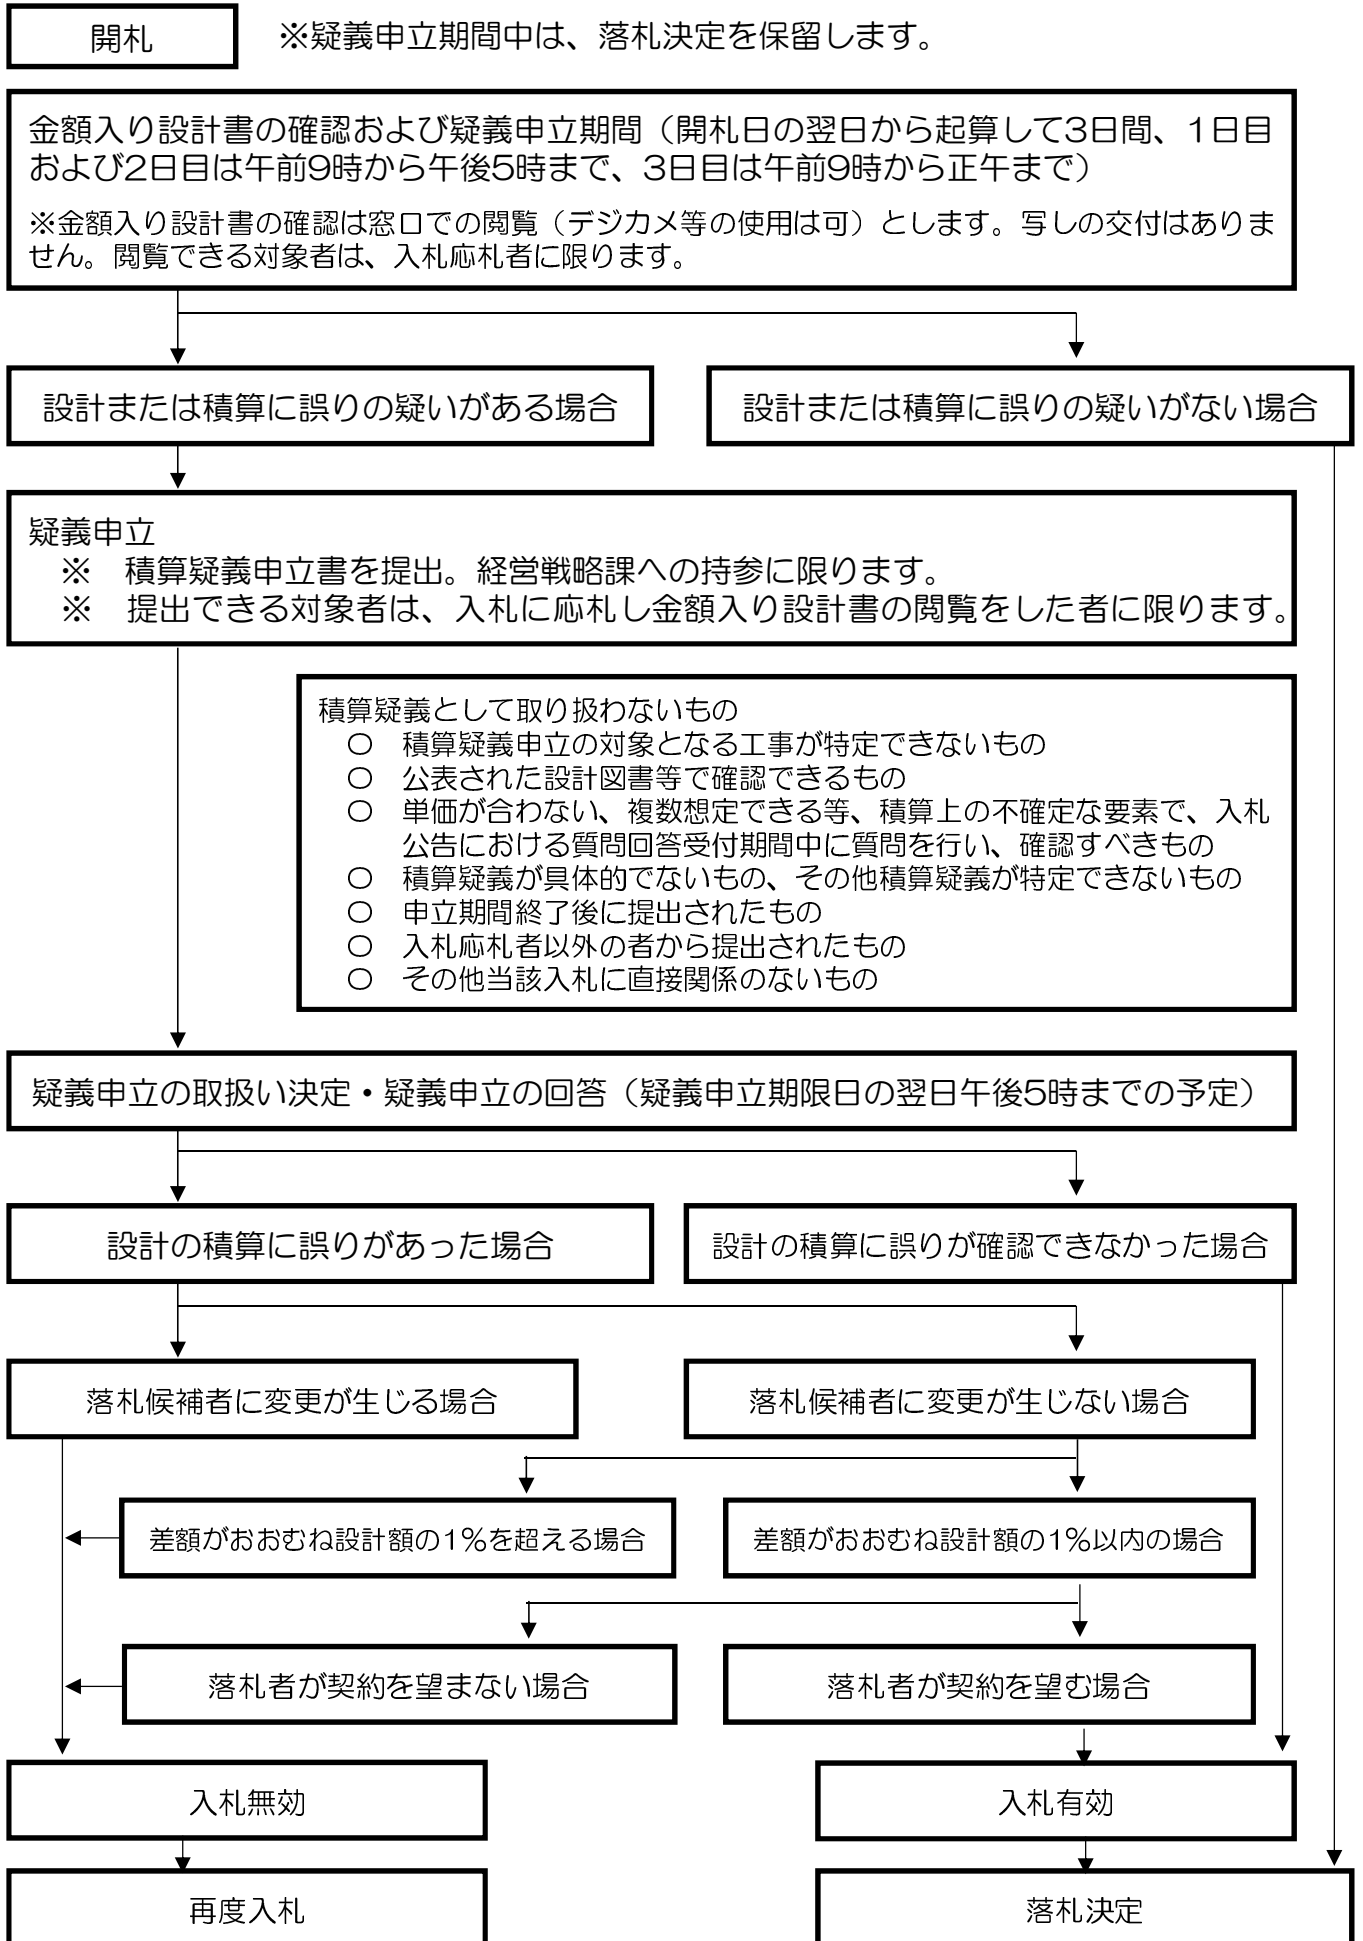 開札
※疑義申立期間中は、落札決定を保留します。
金額入り設計書の確認および疑義申立期間（開札日の翌日から起算して3日間、1日目
および2日目は午前9時から午後5時まで、3日目は午前9時から正午まで）
※金額入り設計書の確認は窓口での閲覧（デジカメ等の使用は可）とします。写しの交付はありま
せん。閲覧できる対象者は、入札応札者に限ります。
設計または積算に誤りの疑いがある場合
設計または積算に誤りの疑いがない場合
疑義申立
※　積算疑義申立書を提出。経営戦略課への持参に限ります。
※　提出できる対象者は、入札に応札し金額入り設計書の閲覧をした者に限ります。
積算疑義として取り扱わないもの
○　積算疑義申立の対象となる工事が特定できないもの
○　公表された設計図書等で確認できるもの
○　単価が合わない、複数想定できる等、積算上の不確定な要素で、入札
公告における質問回答受付期間中に質問を行い、確認すべきもの
○　積算疑義が具体的でないもの、その他積算疑義が特定できないもの
○　申立期間終了後に提出されたもの
○　入札応札者以外の者から提出されたもの
○　その他当該入札に直接関係のないもの
疑義申立の取扱い決定・疑義申立の回答（疑義申立期限日の翌日午後5時までの予定）
設計の積算に誤りがあった場合
設計の積算に誤りが確認できなかった場合
落札候補者に変更が生じる場合
落札候補者に変更が生じない場合
差額がおおむね設計額の1％を超える場合
差額がおおむね設計額の1％以内の場合
落札者が契約を望まない場合
落札者が契約を望む場合
入札無効
入札有効
再度入札
落札決定